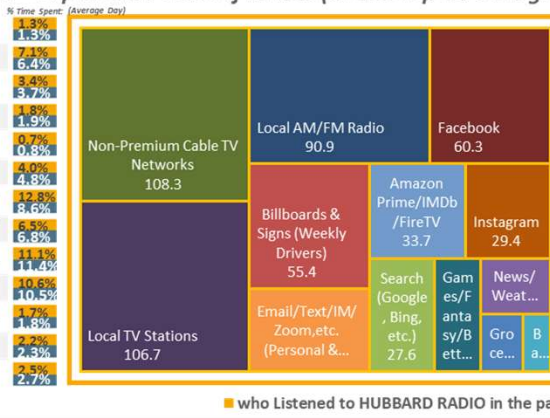 % Time Spent: (Average Day)
1.3%
1.3%
7.1%
6.4%
3.4%
3.7%
1.8%
1.9%
0.7%
0.8%
4.0%
4.8%
12.8%
8.6%
6.5%
6.8%
11.1%
11.4%
10.6%
10.5%
1.7%
1.8%
2.2%
2.3%
2.5%
2.7%
Non-Premium Cable TV
Networks
108.3
Local AM/FM Radio
90.9
Facebook
60.3
Local TV Stations
106.7
Billboards &
Signs (Weekly
Drivers)
55.4
Amazon
Prime/IMDb
/FireTV
33.7
Instagram
29.4
Email/Text/IM/
Zoom,etc.
(Personal &...
Search
(Google
, Bing,
etc.)
27.6
Gam
es/F
anta
sy/B
ett...
News/
Weat...
Gro
ce...
B
a...
who Listened to HUBBARD RADIO in the pa